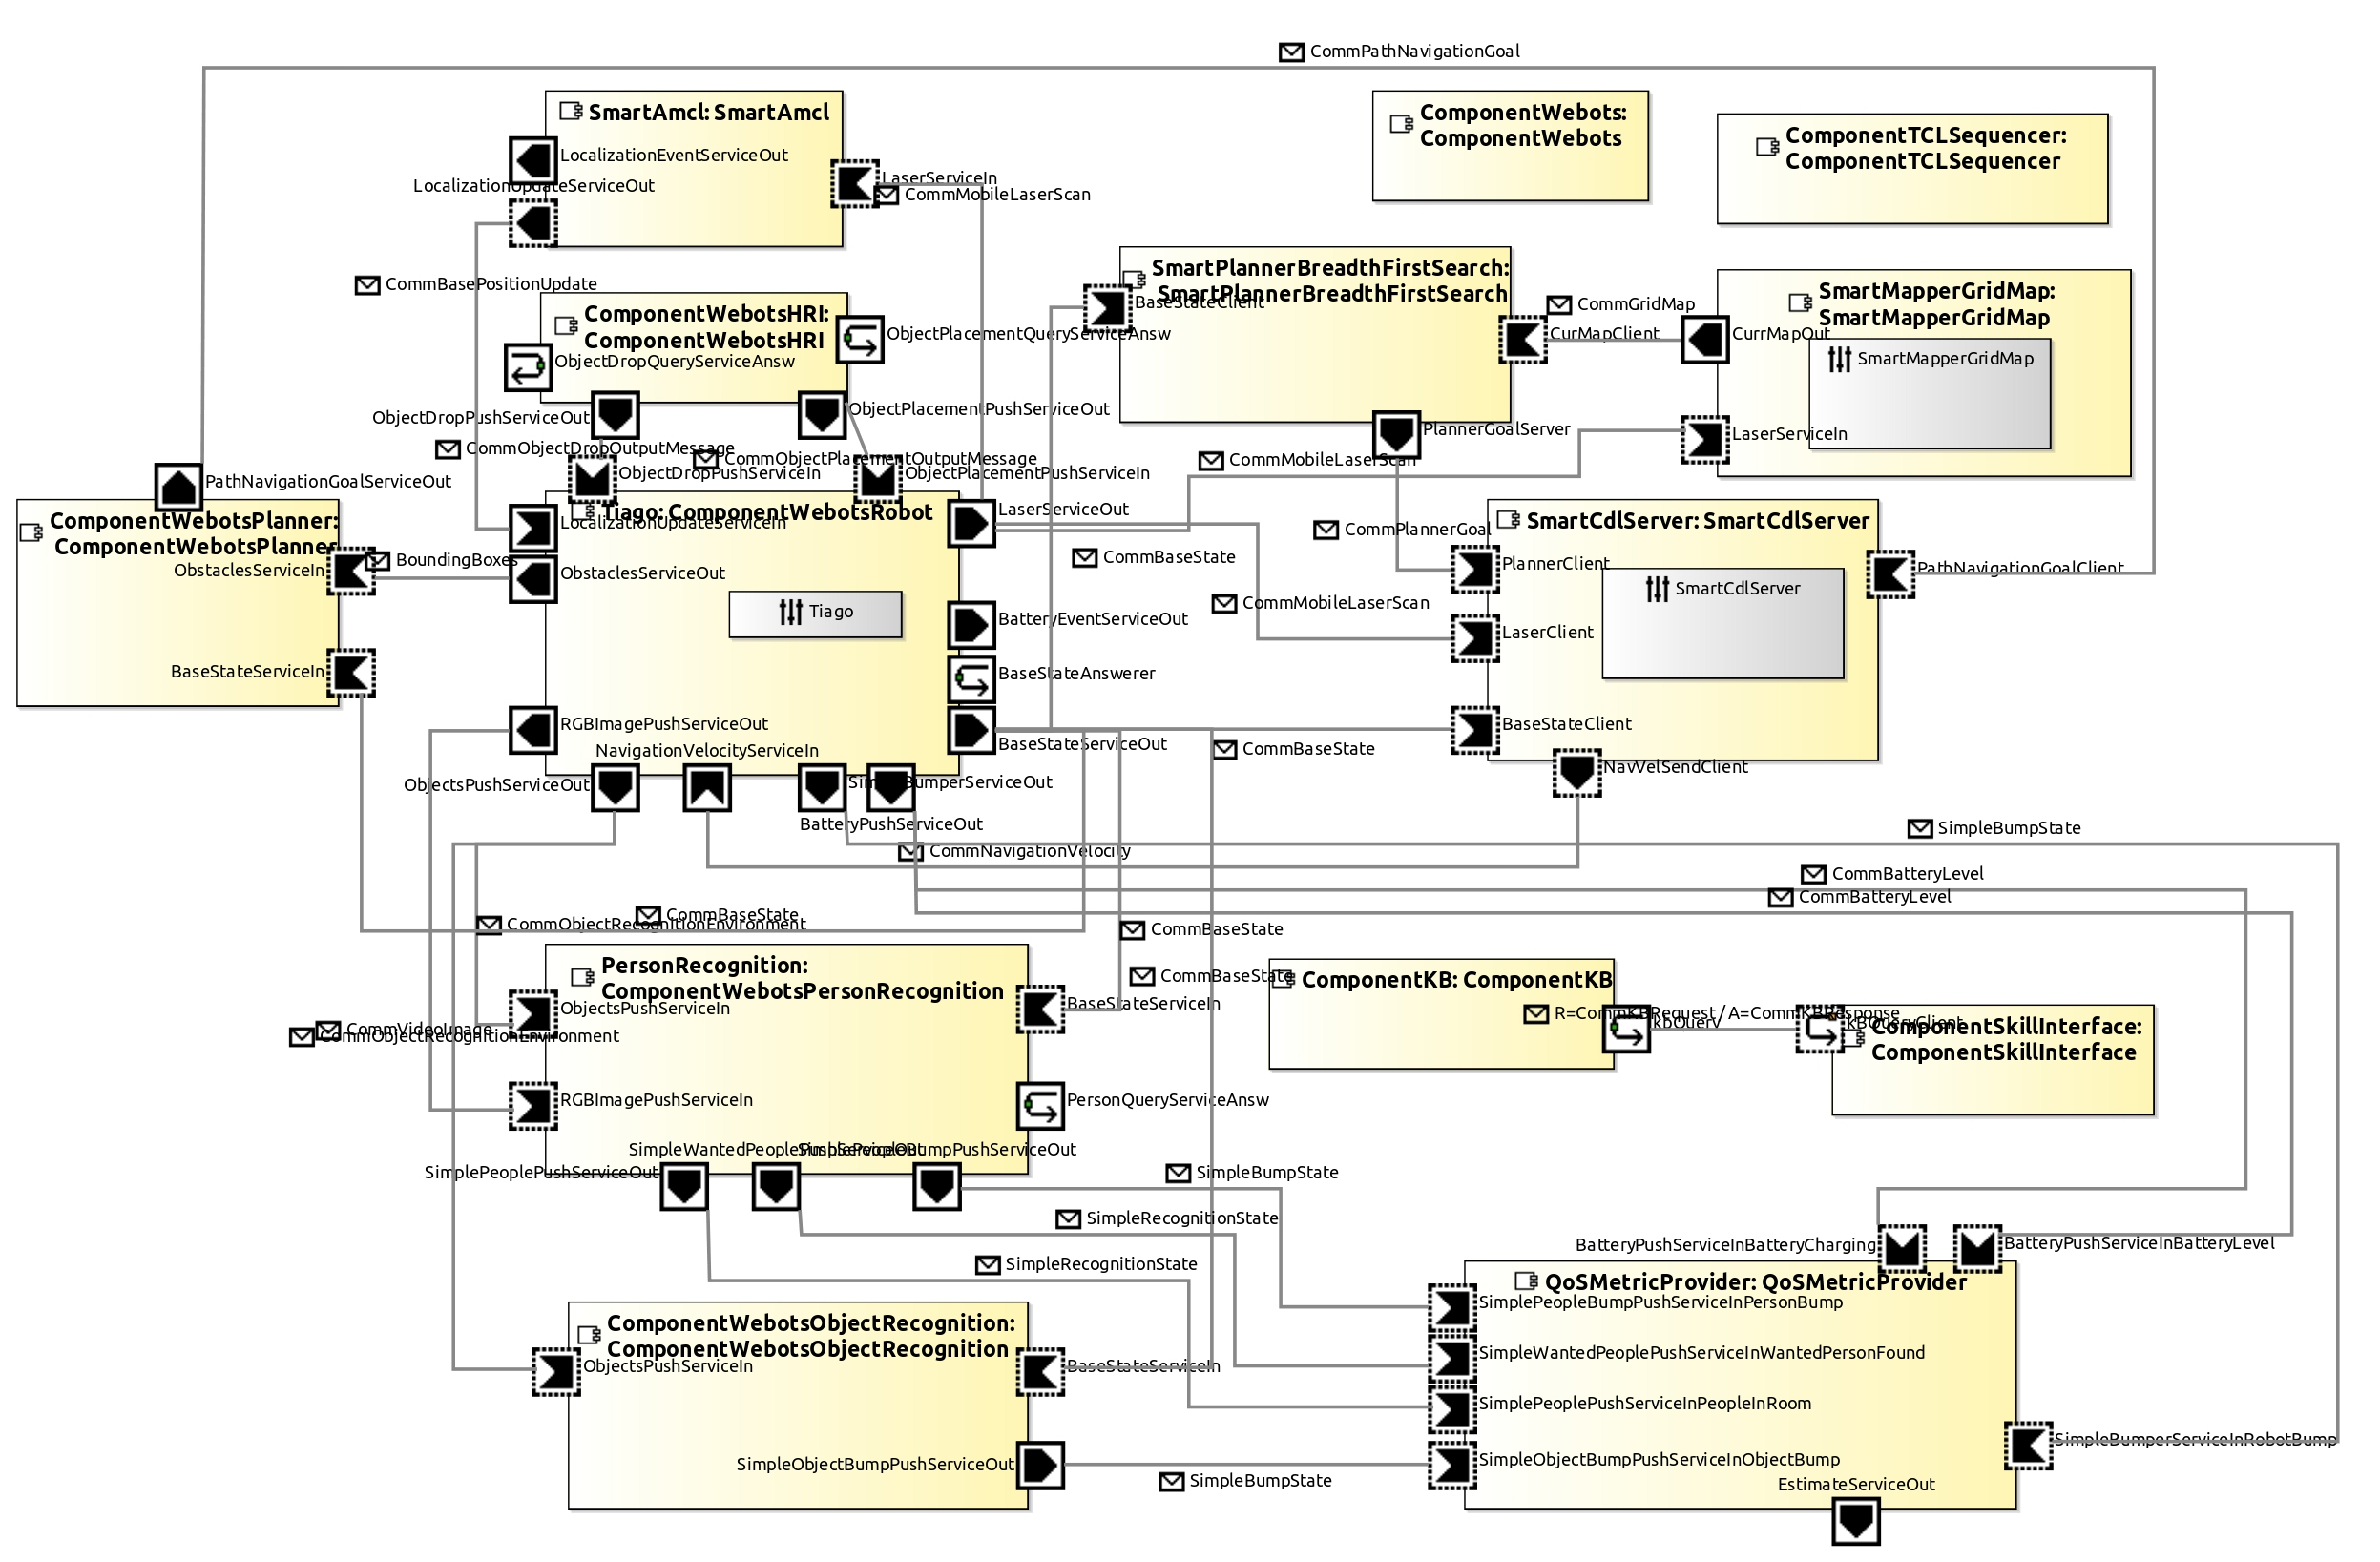 CommPathNavigationGoal
SmartAmcl: SmartAmcl
LocalizationEventServiceOut
LocalizationUpdateServiceOut
LaserServiceIn
CommMobileLaserScan
ComponentWebots:
ComponentWebots
ComponentTCLSequencer:
ComponentTCLSequencer
CommBasePositionUpdate
ComponentWebotsHRI:
ComponentWebotsHRI
ObjectPlacementQueryServiceAnsw
ObjectDropQueryServiceAnsw
ObjectDropPushServiceOut
ObjectPlacementPushServiceOut
CommObjectDropOutputMessage
CommObjectPlacementOutputMessage
ObjectDropPushServiceIn
ObjectPlacementPushServiceIn
SmartPlannerBreadthFirstSearch:
SmartPlannerBreadthFirstSearch
BaseStateClient
CommGridMap
CurMapClient
CurrMapOut
PlannerGoalServer
SmartMapperGridMap:
SmartMapperGridMap
SmartMapperGridMap
LaserServiceIn
CommMobileLaserScan
PathNavigationGoalServiceOut
ComponentWebotsPlanner:
ComponentWebotsPlanner
ObstaclesServiceIn
BoundingBoxes
BaseStateServiceIn
Tiago: ComponentWebotsRobot
LocalizationUpdateServiceIn
ObstaclesServiceOut
Tiago
LaserServiceOut
BatteryEventServiceOut
BaseStateAnswerer
BaseStateServiceOut
RGBImagePushServiceOut
NavigationVelocityServiceIn
ObjectsPushServiceOut
SimpleBumperServiceOut
BatteryPushServiceOut
CommPlannerGoal
CommBaseState
CommMobileLaserScan
CommBaseState
SmartCdlServer: SmartCdlServer
PlannerClient
SmartCdlServer
PathNavigationGoalClient
LaserClient
BaseStateClient
NavVelSendClient
SimpleBumpState
CommNavigationVelocity
CommBatteryLevel
CommBatteryLevel
CommBaseState
CommObjectRecognitionEnvironment
CommBaseState
CommBaseState
PersonRecognition:
ComponentWebotsPersonRecognition
ObjectsPushServiceIn
BaseStateServiceIn
CommVideoImage
CommObjectRecognitionEnvironment
RGBImagePushServiceIn
PersonQueryServiceAnsw
SimpleWantedPeoplePushServiceOut
SimplePeopleBumpPushServiceOut
SimplePeoplePushServiceOut
ComponentKB: ComponentKB
R=CommKBRequest/A=CommKBResponse
kbQuery
kBQueryClient
ComponentSkillInterface:
ComponentSkillInterface
SimpleBumpState
SimpleRecognitionState
SimpleRecognitionState
BatteryPushServiceInBatteryCharging
BatteryPushServiceInBatteryLevel
ComponentWebotsObjectRecognition:
ComponentWebotsObjectRecognition
ObjectsPushServiceIn
BaseStateServiceIn
SimpleObjectBumpPushServiceOut
SimpleBumpState
QoSMetricProvider: QoSMetricProvider
SimplePeopleBumpPushServiceInPersonBump
SimpleWantedPeoplePushServiceInWantedPersonFound
SimplePeoplePushServiceInPeopleInRoom
SimpleBumperServiceInRobotBump
SimpleObjectBumpPushServiceInObjectBump
EstimateServiceOut